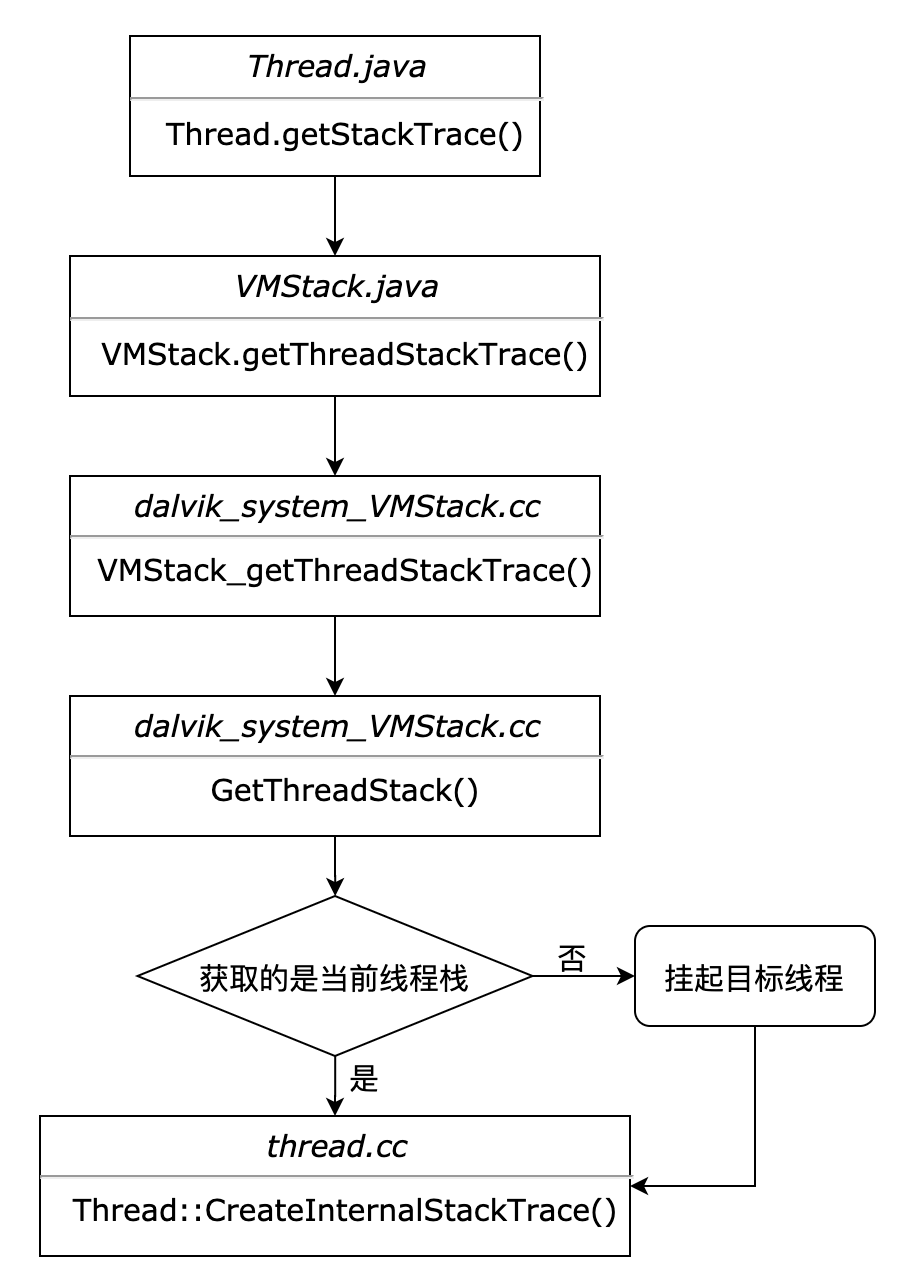 Thread.java
Thread.getStackTrace()
VMStack.java
VMStack.getThreadStackTrace()
dalvik_system_VMStack.cc
VMStack_getThreadStackTrace()
dalvik_system_VMStack.cc
GetThreadStack()
获取的是当前线程栈
否
挂起目标线程
是
thread.cc
Thread::CreateInternalStackTrace()